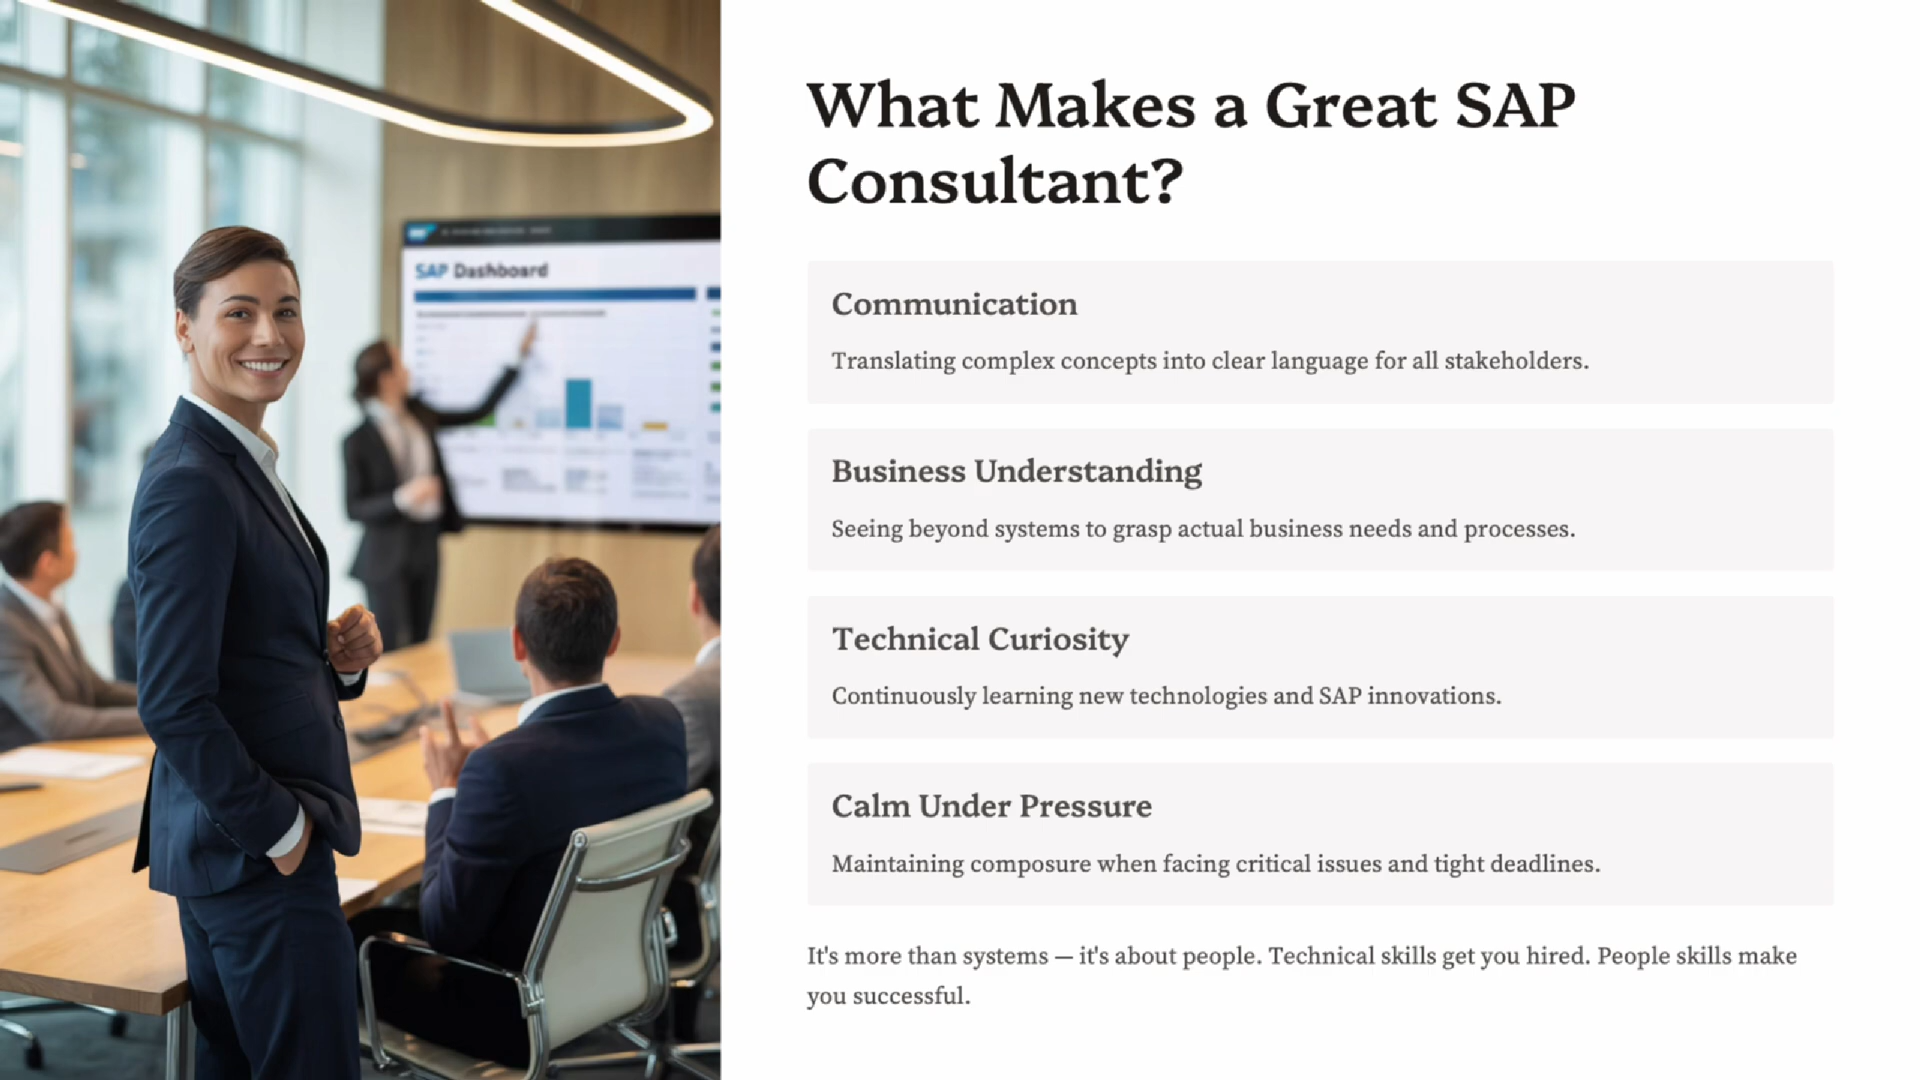 What Makes a Great SAP
Consultant?
SAP Dashboard
Communication
Translating complex concepts into clear language for all stakeholders.
Business Understanding
Seeing beyond systems to grasp actual business needs and processes.
Technical Curiosity
Continuously learning new technologies and SAP innovations.
Calm Under Pressure
Maintaining composure when facing critical issues and tight deadlines.
It's more than systems — it's about people. Technical skills get you hired. People skills make
you successful.